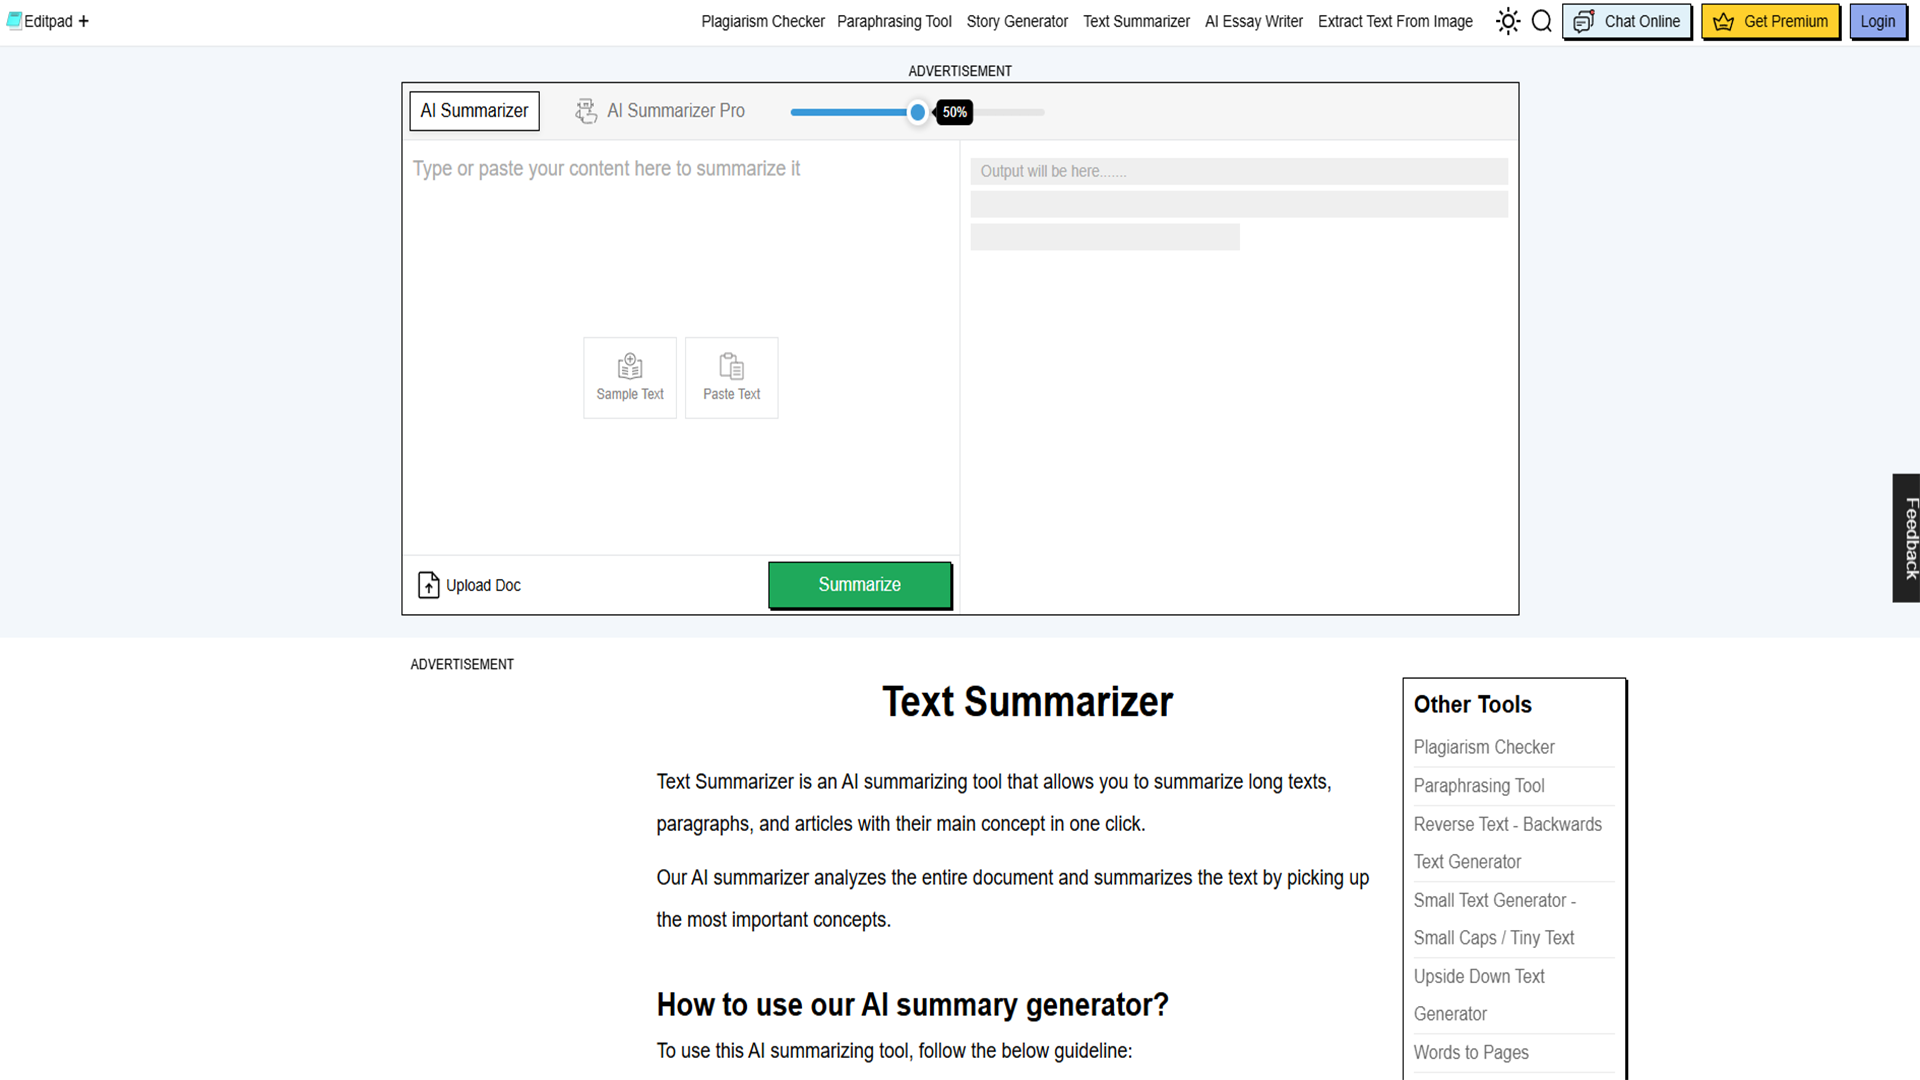 Editpad +
Plagiarism Checker Paraphrasing Tool Story Generator Text Summarizer AI Essay Writer Extract Text From Image Chat Online Get Premium Login
ADVERTISEMENT
AI Summarizer AI Summarizer Pro 50%
Type or paste your content here to summarize it
Output will be here.......
Sample Text Paste Text
Feedback
Upload Doc Summarize
ADVERTISEMENT
Text Summarizer
Text Summarizer is an AI summarizing tool that allows you to summarize long texts,
paragraphs, and articles with their main concept in one click.
Our AI summarizer analyzes the entire document and summarizes the text by picking up
the most important concepts.
How to use our AI summary generator?
To use this AI summarizing tool, follow the below guideline:
Other Tools
Plagiarism Checker
Paraphrasing Tool
Reverse Text - Backwards
Text Generator
Small Text Generator -
Small Caps / Tiny Text
Upside Down Text
Generator
Words to Pages